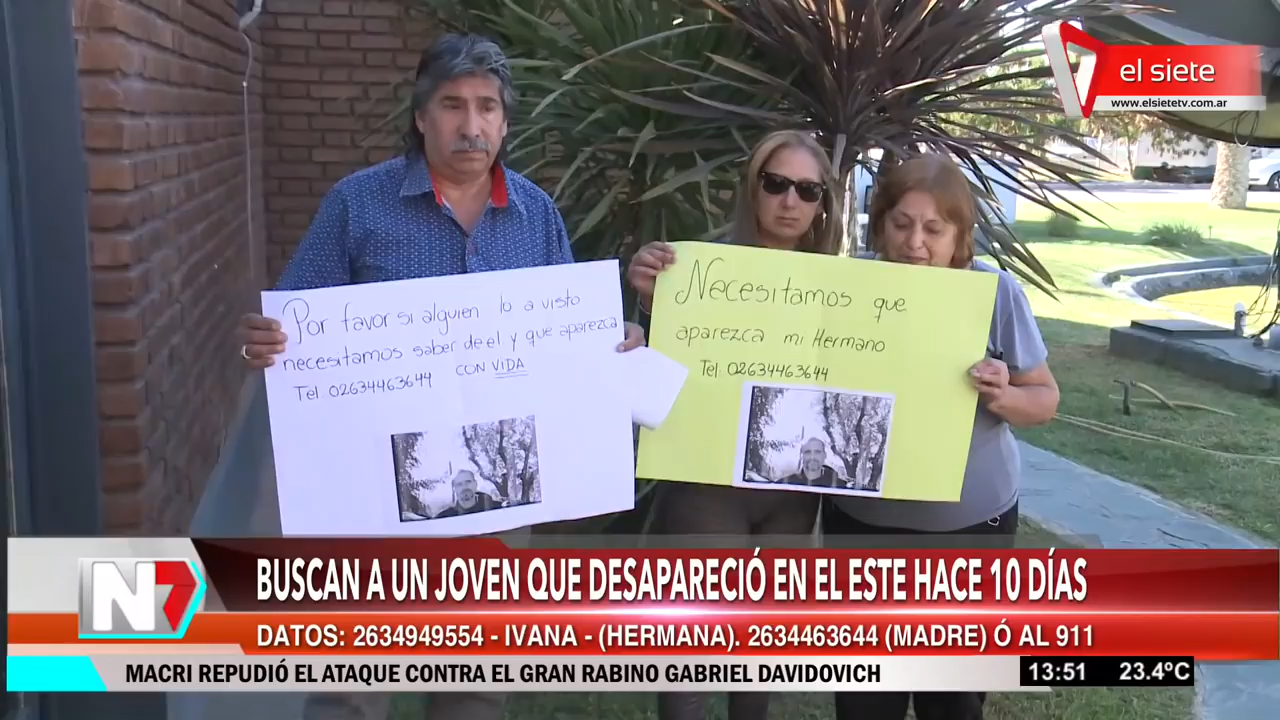 el siete
www.elsietetv.com.ar
Por favor si alguien lo a visto
necesitamos saber de el y que aparezca
CON VIDA
Tel 02634463644
Necesitamos que
aparezca mi Hermano
Tel: 02634463644
N7
BUSCAN A UN JOVEN QUE DESAPARECIÓ EN EL ESTE HACE 10 DÍAS
DATOS: 2634949554 - IVANA - (HERMANA). 2634463644 (MADRE) Ó AL 911
MACRI REPUDIÓ EL ATAQUE CONTRA EL GRAN RABINO GABRIEL DAVIDOVICH
13:51 23.4°C